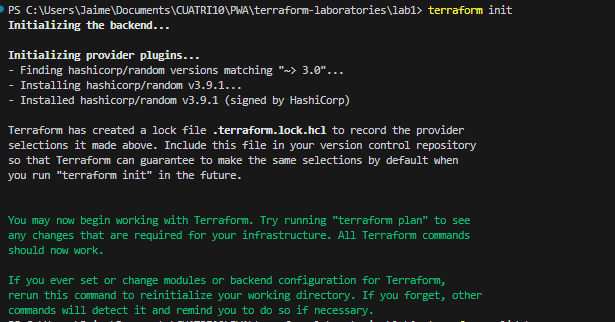 PS C:\Users\Jaime\Documents\CUATRI10\PWA\terraform-laboratories\lab1> terraform init
Initializing the backend...
Initializing provider plugins...
- Finding hashicorp/random versions matching "~> 3.0"...
- Installing hashicorp/random v3.9.1...
- Installed hashicorp/random v3.9.1 (signed by HashiCorp)
Terraform has created a lock file .terraform.lock.hcl to record the provider
selections it made above. Include this file in your version control repository
so that Terraform can guarantee to make the same selections by default when
you run "terraform init" in the future.
You may now begin working with Terraform. Try running "terraform plan" to see
any changes that are required for your infrastructure. All Terraform commands
should now work.
If you ever set or change modules or backend configuration for Terraform,
rerun this command to reinitialize your working directory. If you forget, other
commands will detect it and remind you to do so if necessary.